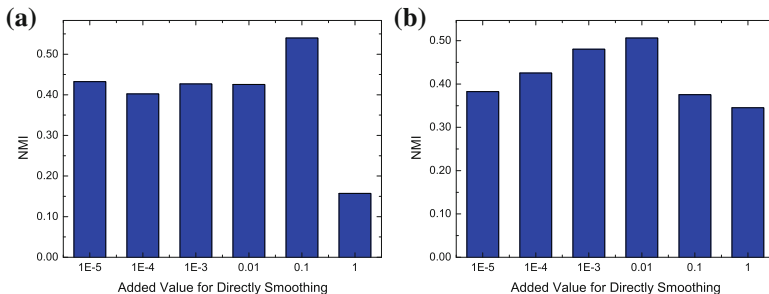 (a)
0.50
0.40
0.30
0.20
0.10
0.00
NMI
1E-5 1E-4 1E-3 0.01 0.1 1
Added Value for Directly Smoothing
(b)
0.50
0.40
0.30
0.20
0.10
0.00
NMI
1E-5 1E-4 1E-3 0.01 0.1 1
Added Value for Directly Smoothing